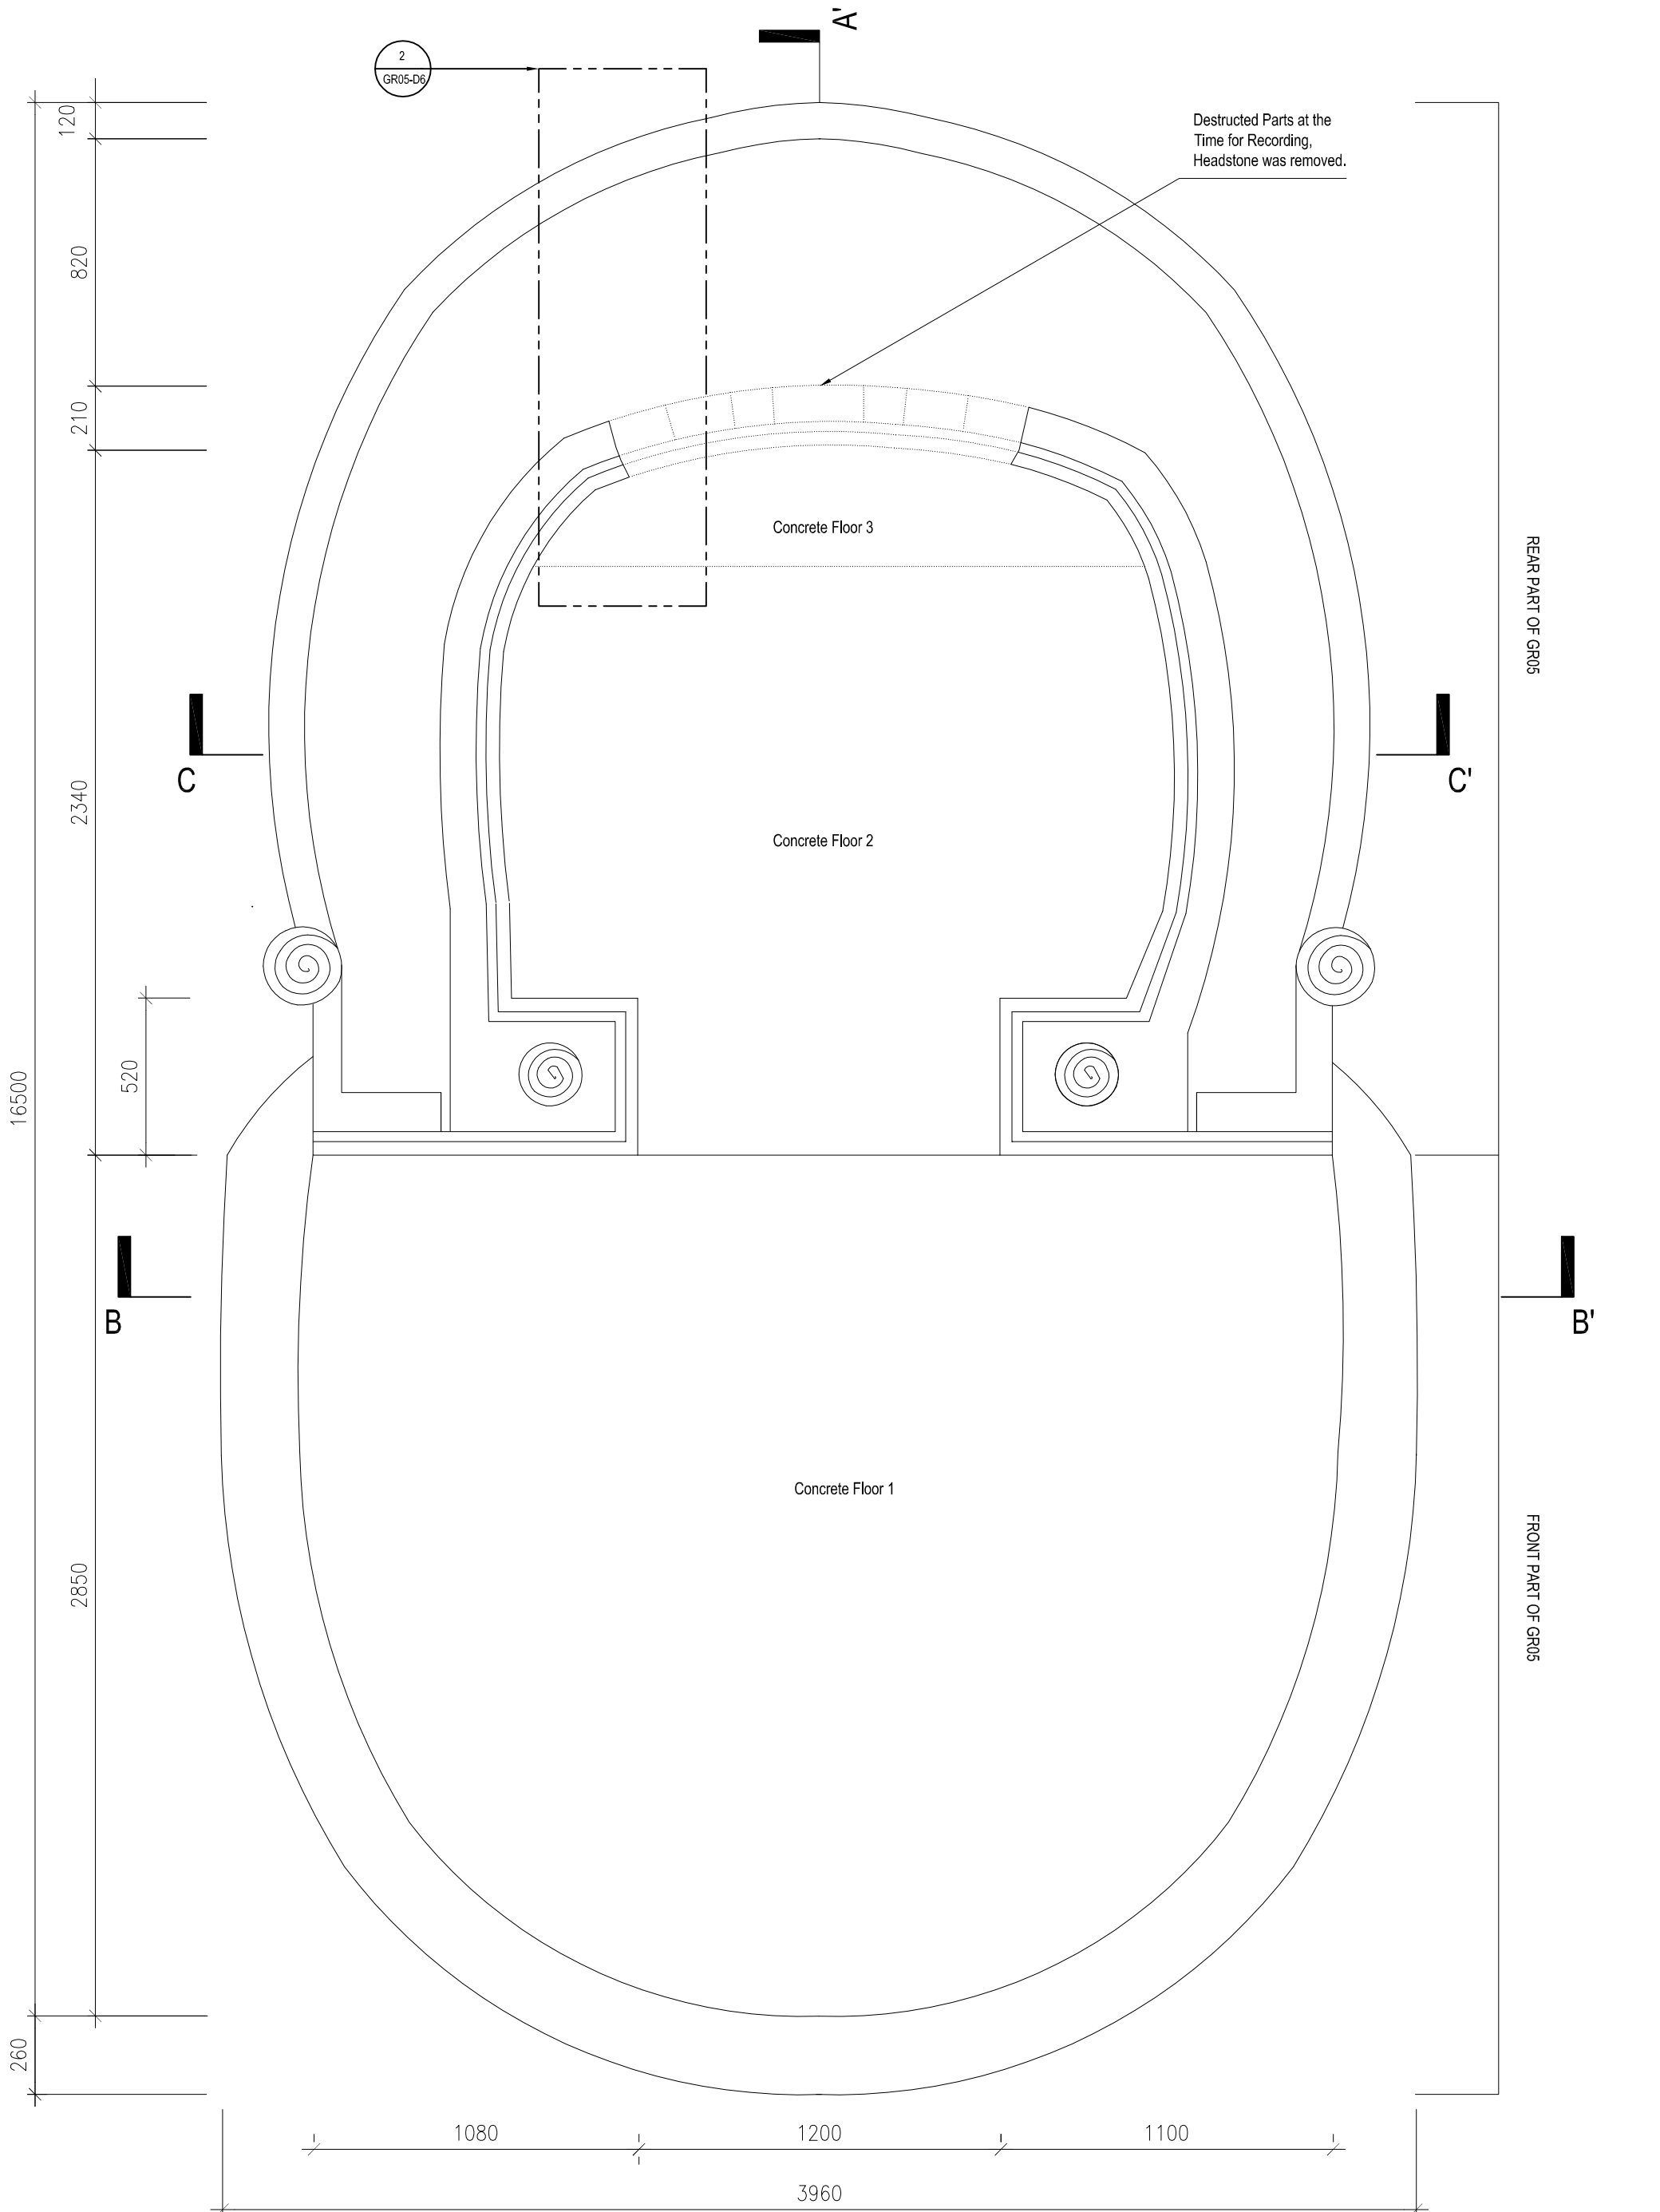 A'
2
GR05-D6
Destructed Parts at the
Time for Recording,
Headstone was removed.
120
820
210
Concrete Floor 3
REAR PART OF GR05
C
C'
2340
Concrete Floor 2
520
16500
B
B'
Concrete Floor 1
2850
FRONT PART OF GR05
260
1080
1200
1100
3960